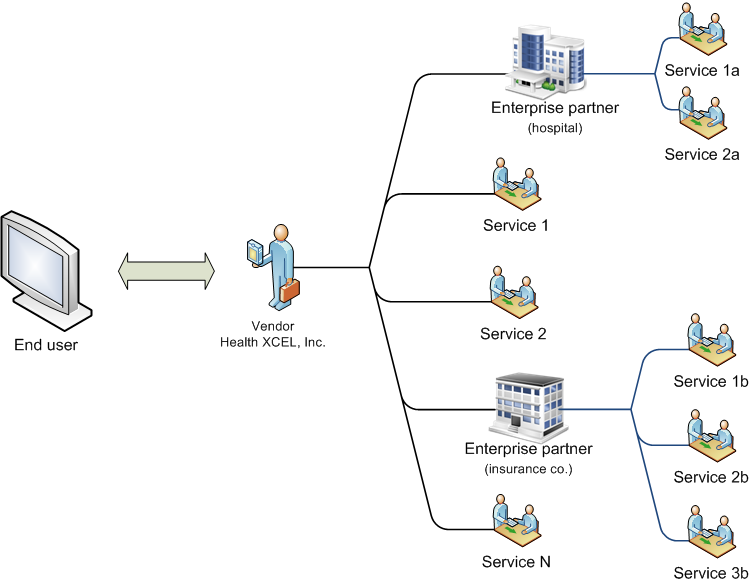 Service 1a
Enterprise partner
(hospital)
Service 2a
Service 1
End user
Vendor
Health XCEL, Inc.
Service 2
Service 1b
Enterprise partner
(insurance co.)
Service 2b
Service N
Service 3b